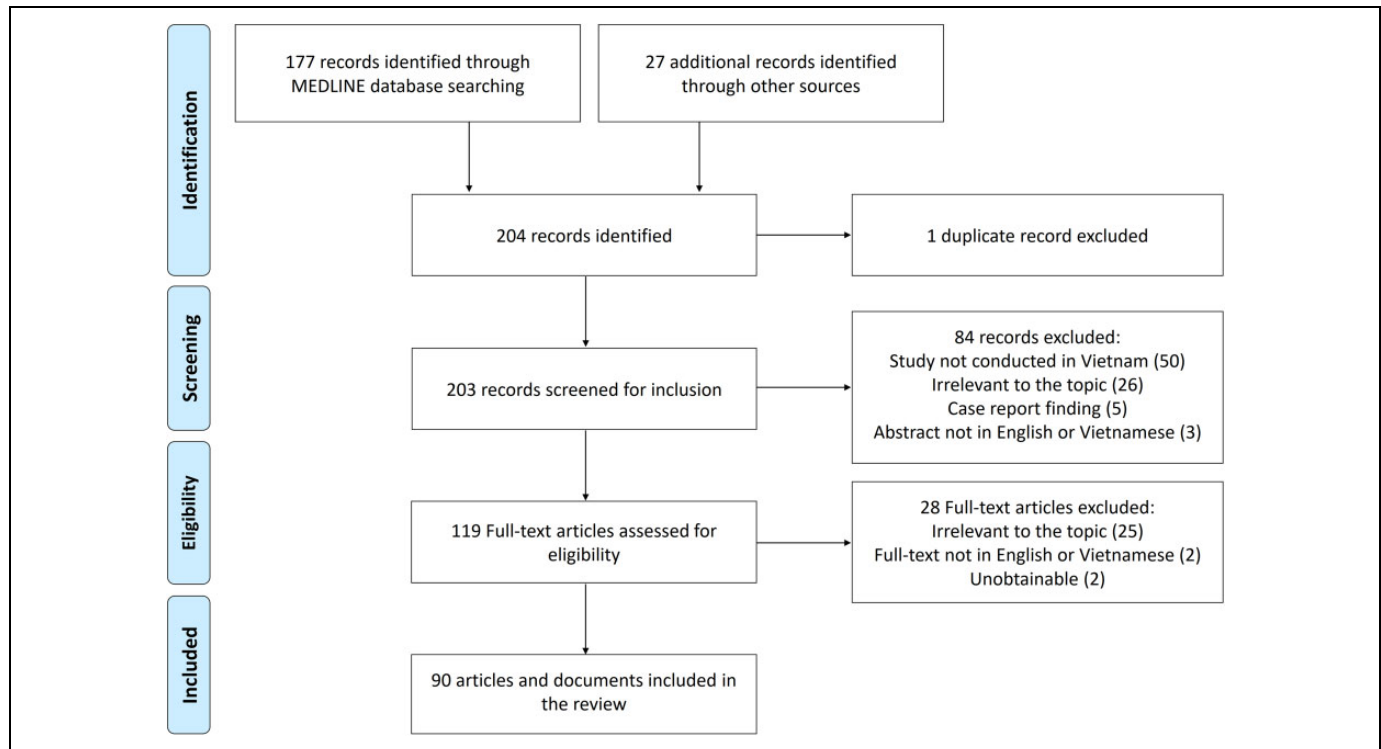 Identification
177 records identified through
MEDLINE database searching
27 additional records identified
through other sources
204 records identified
1 duplicate record excluded
Screening
203 records screened for inclusion
84 records excluded:
Study not conducted in Vietnam (50)
Irrelevant to the topic (26)
Case report finding (5)
Abstract not in English or Vietnamese (3)
Eligibility
119 Full-text articles assessed for
eligibility
28 Full-text articles excluded:
Irrelevant to the topic (25)
Full-text not in English or Vietnamese (2)
Unobtainable (2)
Included
90 articles and documents included in
the review